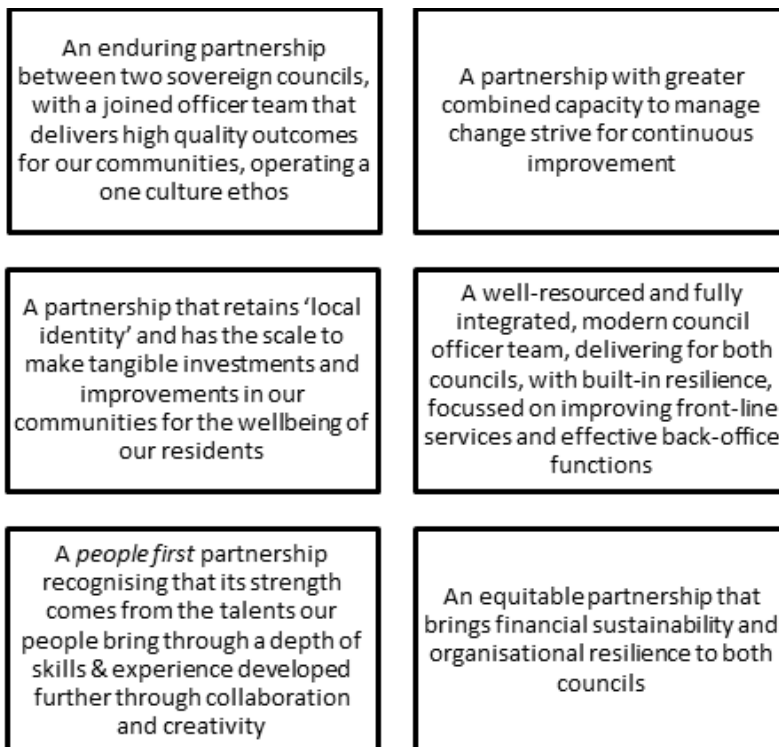 An enduring partnership
between two sovereign councils,
with a joined officer team that
delivers high quality outcomes
for our communities, operating a
one culture ethos
A partnership with greater
combined capacity to manage
change strive for continuous
improvement
A partnership that retains ‘local
identity’ and has the scale to
make tangible investments and
improvements in our
communities for the wellbeing of
our residents
A well-resourced and fully
integrated, modern council
officer team, delivering for both
councils, with built-in resilience,
focussed on improving front-line
services and effective back-office
functions
A people first partnership
recognising that its strength
comes from the talents our
people bring through a depth of
skills & experience developed
further through collaboration
and creativity
An equitable partnership that
brings financial sustainability and
organisational resilience to both
councils